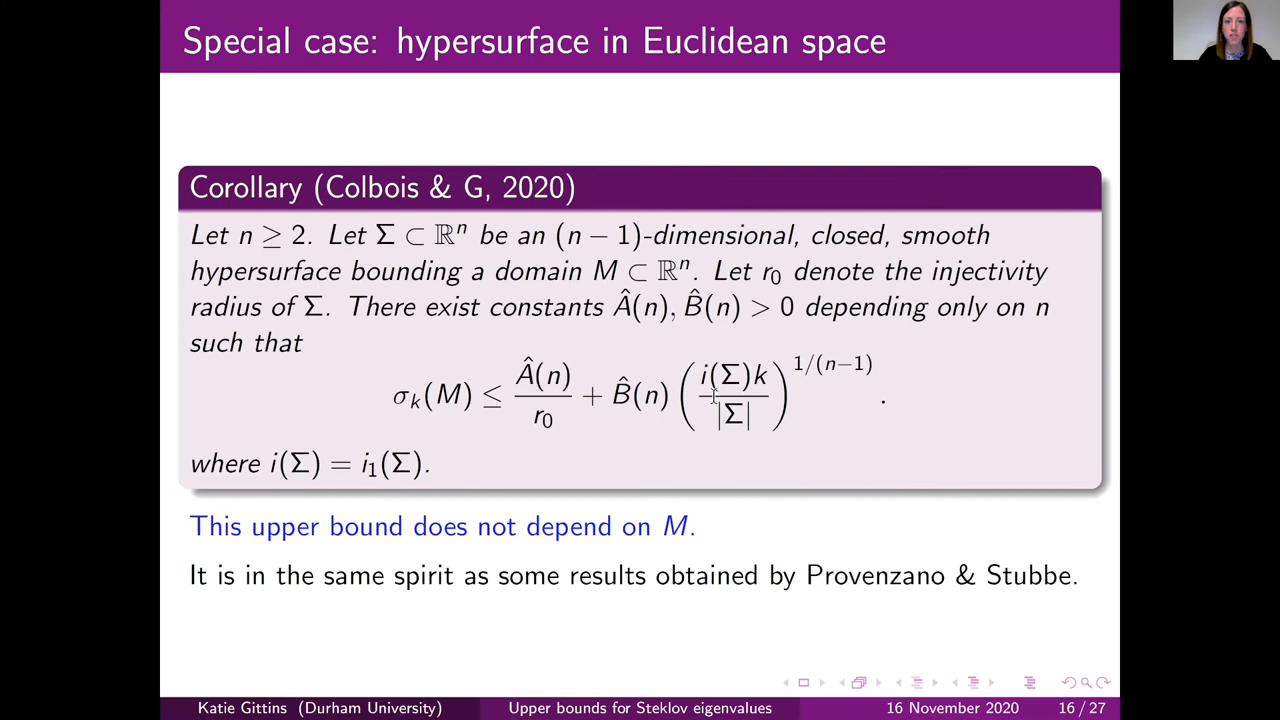 Special case: hypersurface in Euclidean space
Corollary (Colbois & G, 2020)
Let n ≥ 2. Let Σ ⊂ ℝⁿ be an (n − 1)-dimensional, closed, smooth
hypersurface bounding a domain M ⊂ ℝⁿ. Let r₀ denote the injectivity
radius of Σ. There exist constants Â(n), B̂(n) > 0 depending only on n
such that
σₖ(M) ≤ Â(n)/r₀ + B̂(n) (i(Σ)k/|Σ|)^{1/(n−1)}.
where i(Σ) = i₁(Σ).
This upper bound does not depend on M.
It is in the same spirit as some results obtained by Provenzano & Stubbe.
Katie Gittins (Durham University) Upper bounds for Steklov eigenvalues 16 November 2020 16 / 27